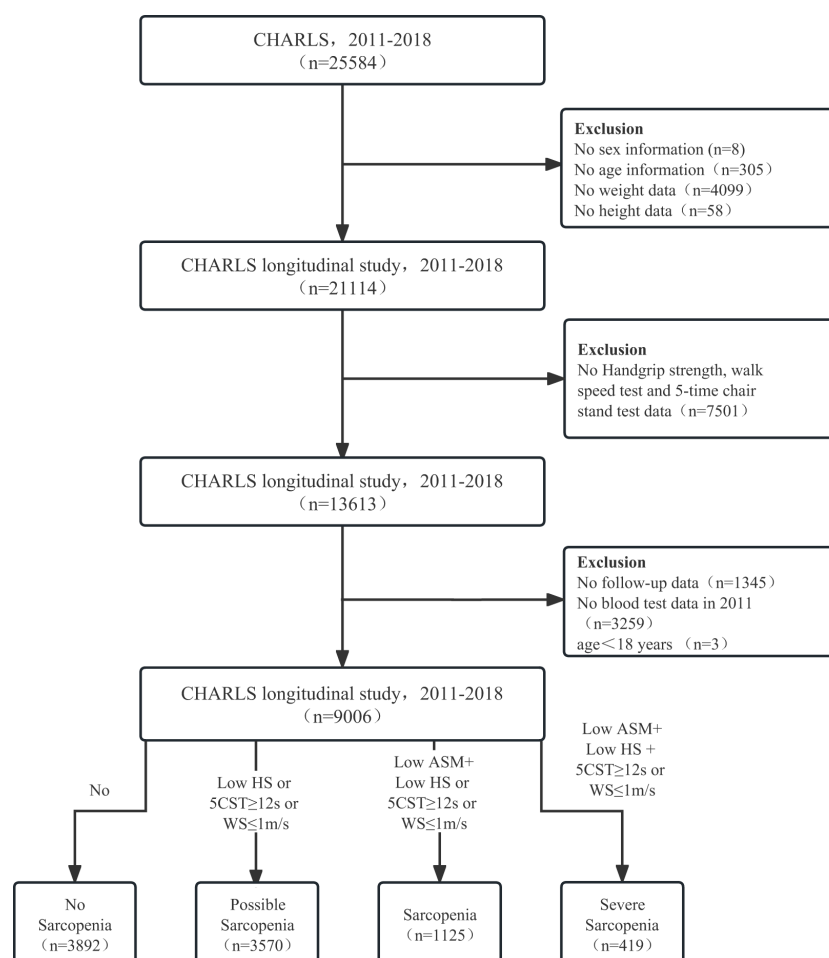 CHARLS，2011-2018
（n=25584）
Exclusion
No sex information (n=8)
No age information（n=305）
No weight data（n=4099）
No height data（n=58）
CHARLS longitudinal study，2011-2018
（n=21114）
Exclusion
No Handgrip strength, walk
speed test and 5-time chair
stand test data（n=7501）
CHARLS longitudinal study，2011-2018
（n=13613）
Exclusion
No follow-up data（n=1345）
No blood test data in 2011
（n=3259）
age＜18 years（n=3）
CHARLS longitudinal study，2011-2018
（n=9006）
No
Low HS or
5CST≥12s or
WS≤1m/s
Low ASM+
Low HS or
5CST≥12s or
WS≤1m/s
Low ASM+
Low HS +
5CST≥12s or
WS≤1m/s
No
Sarcopenia
（n=3892）
Possible
Sarcopenia
（n=3570）
Sarcopenia
（n=1125）
Severe
Sarcopenia
（n=419）